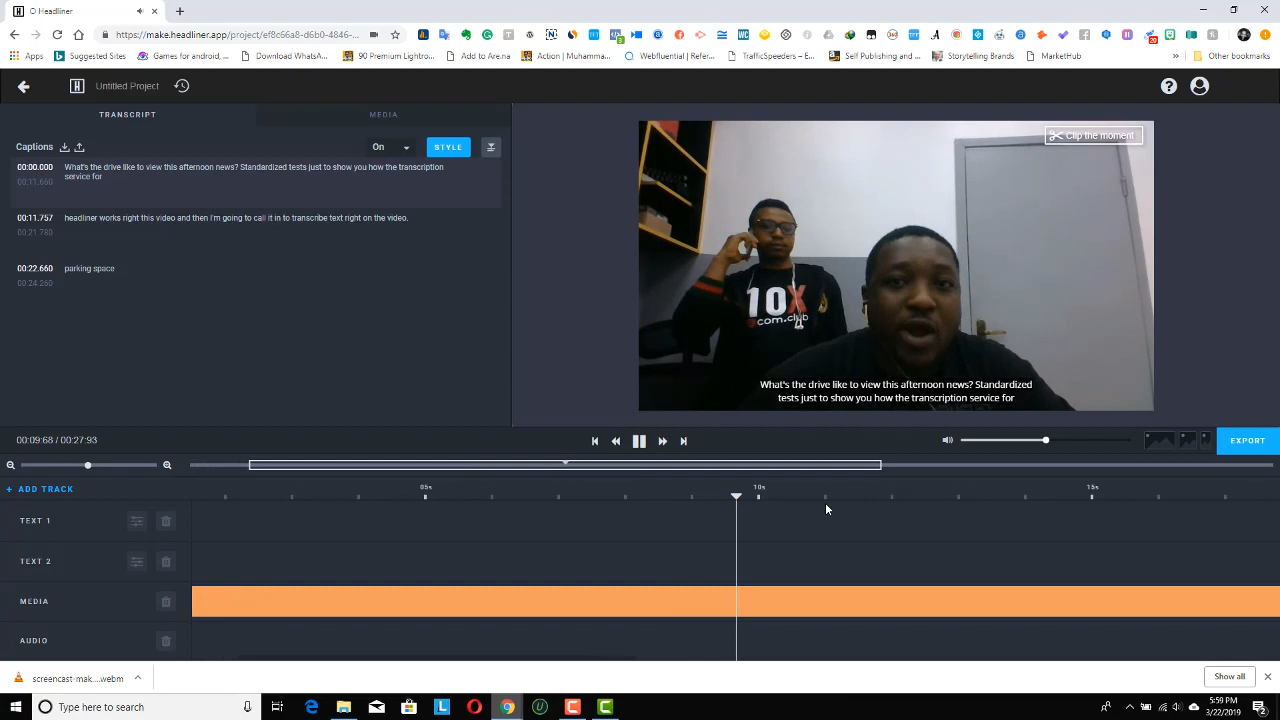 O Headliner
https://make.headliner.app/project/ef8c66a8-d6b0-4846-...
Apps
Suggested Sites
Games for android,...
Download WhatsA...
Action | Muhamma...
90 Premium Lightro...
Add to Are.na
Webfluential | Refer...
TrafficSpeeders – E...
Self Publishing and ...
Storytelling Brands
MarketHub
Other bookmarks
Untitled Project
TRANSCRIPT
MEDIA
Captions
On
STYLE
00:00.000 What's the drive like to view this afternoon news? Standardized tests just to show you how the transcription
00:11.660 service for
00:11.757 headliner works right this video and then I'm going to call it in to transcribe text right on the video.
00:21.780
00:22.660 parking space
00:24.260
Clip the moment
10X
com.club
What's the drive like to view this afternoon news? Standardized
tests just to show you how the transcription service for
00:09:68 / 00:27:93
EXPORT
+ ADD TRACK
05s
10s
15s
TEXT 1
TEXT 2
MEDIA
AUDIO
screencast-mak....webm
Show all
Type here to search
5:59 PM
3/22/2019